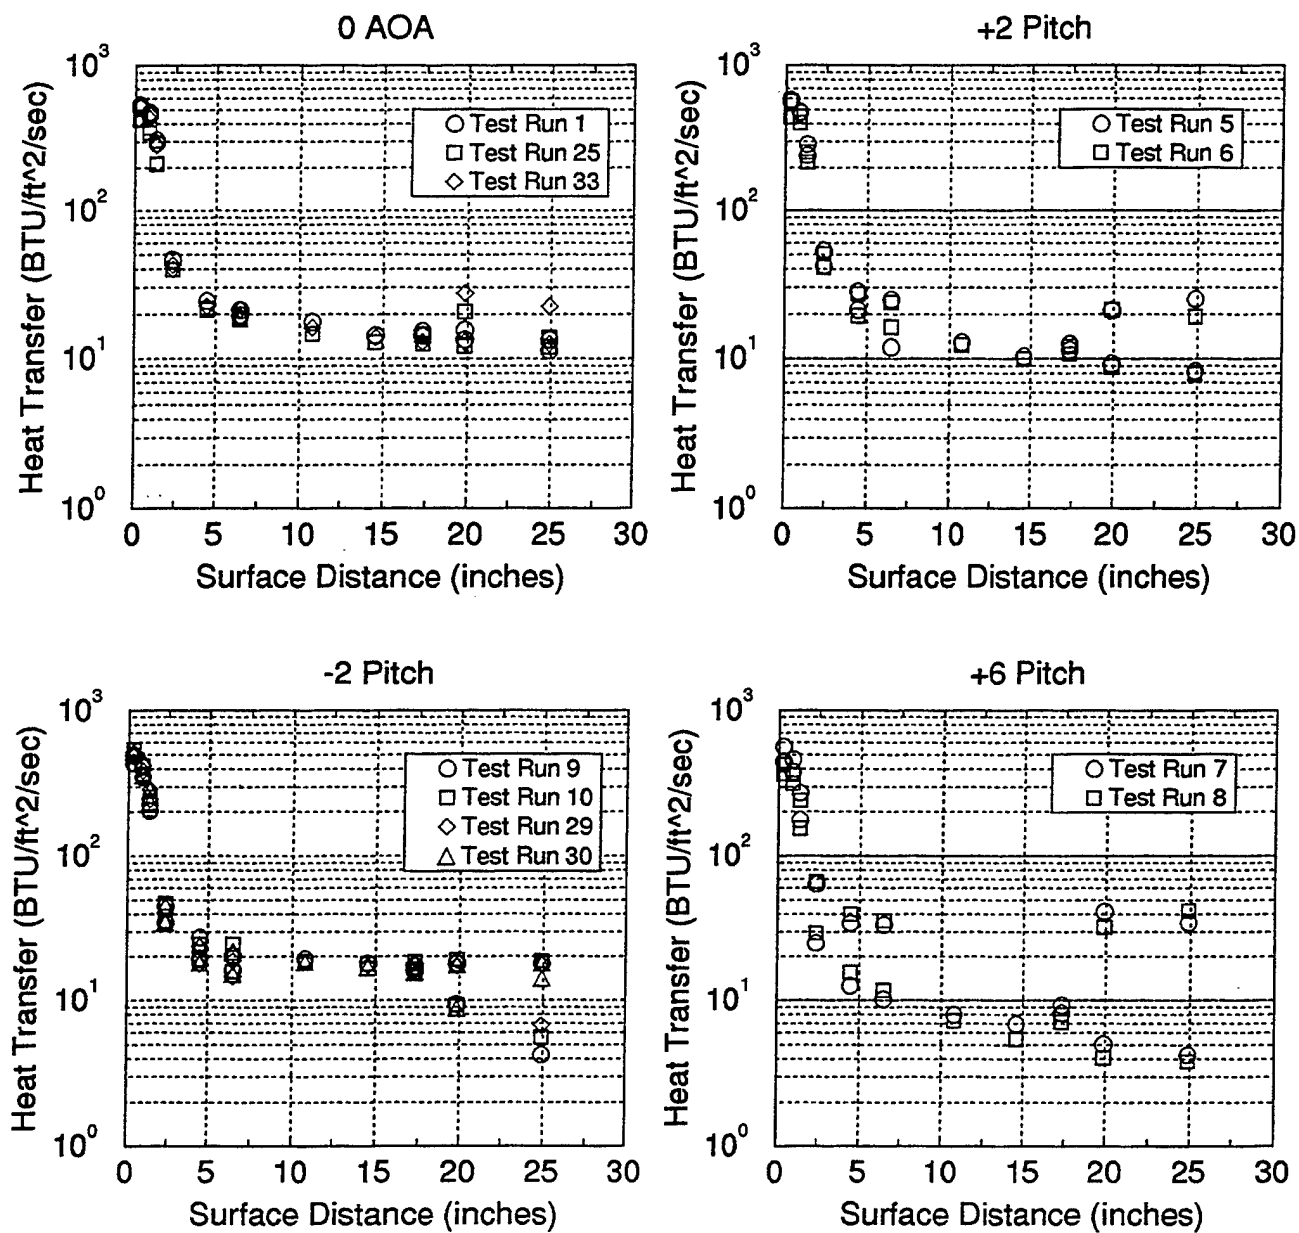 0 AOA
Heat Transfer (BTU/ft^2/sec)
10^3
10^2
10^1
10^0
Test Run 1
Test Run 25
Test Run 33
0 5 10 15 20 25 30
Surface Distance (inches)
+2 Pitch
Heat Transfer (BTU/ft^2/sec)
10^3
10^2
10^1
10^0
Test Run 5
Test Run 6
0 5 10 15 20 25 30
Surface Distance (inches)
-2 Pitch
Heat Transfer (BTU/ft^2/sec)
10^3
10^2
10^1
10^0
Test Run 9
Test Run 10
Test Run 29
Test Run 30
0 5 10 15 20 25 30
Surface Distance (inches)
+6 Pitch
Heat Transfer (BTU/ft^2/sec)
10^3
10^2
10^1
10^0
Test Run 7
Test Run 8
0 5 10 15 20 25 30
Surface Distance (inches)